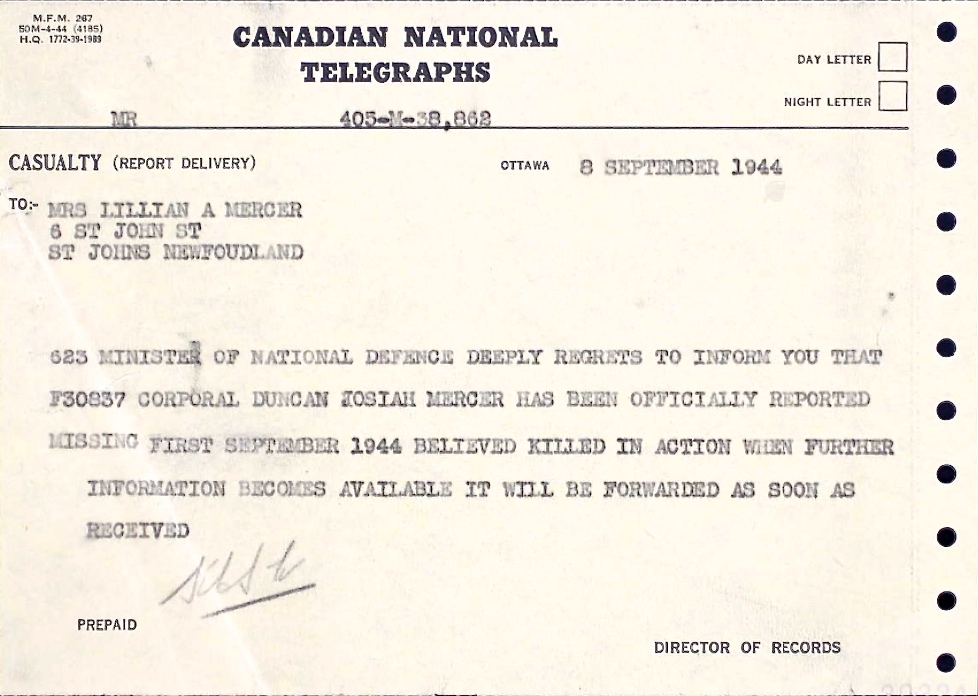 M.F.M. 267
50M-4-44 (4185)
H.Q. 1772-39-1983
CANADIAN NATIONAL
TELEGRAPHS
DAY LETTER
NIGHT LETTER
MR 405-M-38,862
CASUALTY (REPORT DELIVERY) OTTAWA 8 SEPTEMBER 1944
TO:- MRS LILLIAN A MERCER
6 ST JOHN ST
ST JOHNS NEWFOUDLAND
623 MINISTER OF NATIONAL DEFENCE DEEPLY REGRETS TO INFORM YOU THAT
F30837 CORPORAL DUNCAN JOSIAH MERCER HAS BEEN OFFICIALLY REPORTED
MISSING FIRST SEPTEMBER 1944 BELIEVED KILLED IN ACTION WHEN FURTHER
INFORMATION BECOMES AVAILABLE IT WILL BE FORWARDED AS SOON AS
RECEIVED
PREPAID
DIRECTOR OF RECORDS